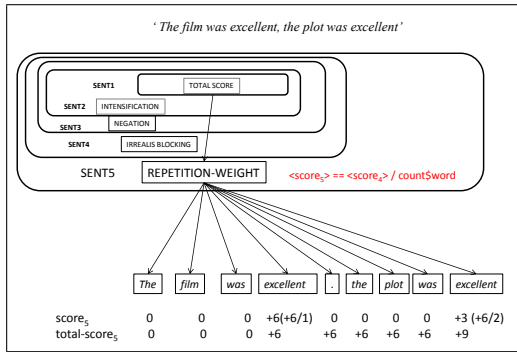 ‘ The film was excellent, the plot was excellent’
SENT1 TOTAL SCORE
SENT2 INTENSIFICATION
SENT3 NEGATION
SENT4 IRREALIS BLOCKING
SENT5 REPETITION-WEIGHT <score₅> == <score₄> / count$word
The film was excellent . the plot was excellent
score₅ 0 0 0 +6(+6/1) 0 0 0 0 +3 (+6/2)
total-score₅ 0 0 0 +6 +6 +6 +6 +6 +9